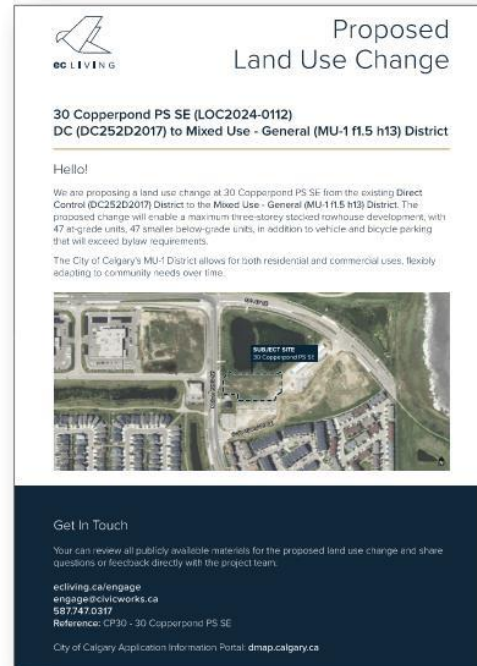 ec LIVING
Proposed
Land Use Change
30 Copperpond PS SE (LOC2024-0112)
DC (DC252D2017) to Mixed Use - General (MU-1 f1.5 h13) District
Hello!
We are proposing a land use change at 30 Copperpond PS SE from the existing Direct
Control (DC252D2017) District to the Mixed Use - General (MU-1 f1.5 h13) District. The
proposed change will enable a maximum three-storey stacked rowhouse development, with
47 at-grade units, 47 smaller below-grade units, in addition to vehicle and bicycle parking
that will exceed bylaw requirements.
The City of Calgary's MU-1 District allows for both residential and commercial uses, flexibly
adapting to community needs over time.
SUBJECT SITE
30 Copperpond PS SE
Get In Touch
Your can review all publicly available materials for the proposed land use change and share
questions or feedback directly with the project team:
ecliving.ca/engage
engage@civicworks.ca
587.747.0317
Reference: CP30 - 30 Copperpond PS SE
City of Calgary Application Information Portal: dmap.calgary.ca